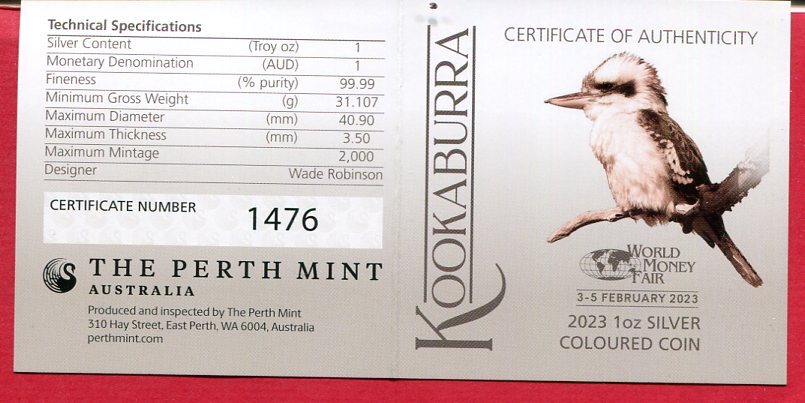 Technical Specifications
Silver Content (Troy oz) 1
Monetary Denomination (AUD) 1
Fineness (% purity) 99.99
Minimum Gross Weight (g) 31.107
Maximum Diameter (mm) 40.90
Maximum Thickness (mm) 3.50
Maximum Mintage 2,000
Designer Wade Robinson
CERTIFICATE NUMBER 1476
THE PERTH MINT
AUSTRALIA
Produced and inspected by The Perth Mint
310 Hay Street, East Perth, WA 6004, Australia
perthmint.com
KOOKABURRA
CERTIFICATE OF AUTHENTICITY
WORLD
MONEY
FAIR
3-5 FEBRUARY 2023
2023 1oz SILVER
COLOURED COIN